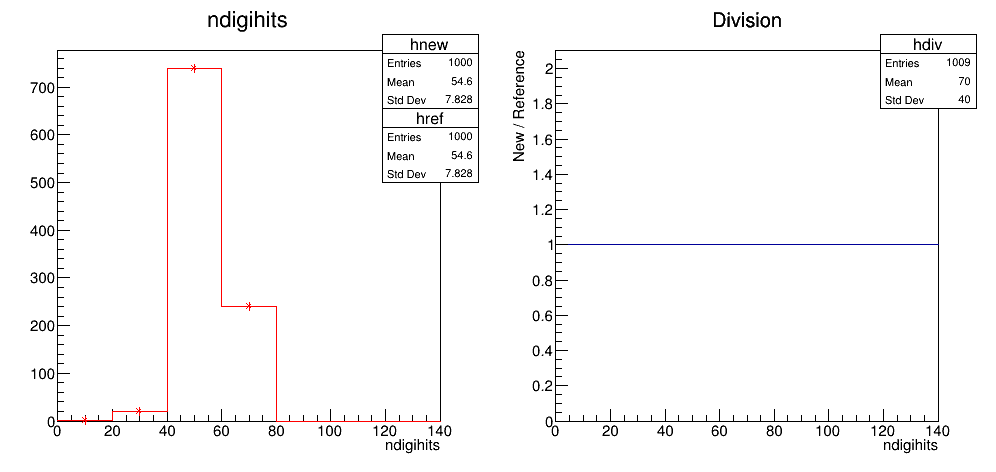 ndigihits
hnew
Entries 1000
Mean 54.6
Std Dev 7.828
href
Entries 1000
Mean 54.6
Std Dev 7.828
700
600
500
400
300
200
100
0
0 20 40 60 80 100 120 140
ndigihits
Division
hdiv
Entries 1009
Mean 70
Std Dev 40
New / Reference
2
1.8
1.6
1.4
1.2
1
0.8
0.6
0.4
0.2
0
0 20 40 60 80 100 120 140
ndigihits